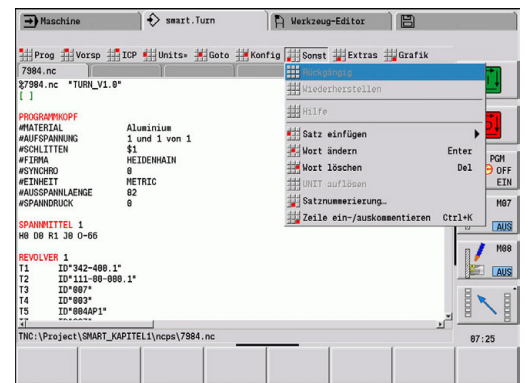 Maschine smart.Turn Werkzeug-Editor
Prog Vorsp ICP Units» Goto Konfig Sonst Extras Grafik
7984.nc
%7984.nc "TURN_V1.0"
[ ]
PROGRAMMKOPF
#MATERIAL Aluminium
#AUFSPANNUNG 1 und 1 von 1
#SCHLITTEN $1
#FIRMA HEIDENHAIN
#SYNCHRO 0
#EINHEIT METRIC
#AUSSPANNLAENGE 82
#SPANNDRUCK 0
SPANNMITTEL 1
H0 D0 R1 J0 O-66
REVOLVER 1
T1 ID"342-400.1"
T2 ID"111-80-080.1"
T3 ID"007"
T4 ID"003"
T5 ID"004AP1"
TNC:\Project\SMART_KAPITEL1\ncps\7984.nc
Rückgängig
Wiederherstellen
Hilfe
Satz einfügen
Wort ändern Enter
Wort löschen Del
UNIT auflösen
Satznummerierung…
Zeile ein-/auskommentieren Ctrl+K
PGM
OFF
EIN
M07
AUS
M08
AUS
07:25